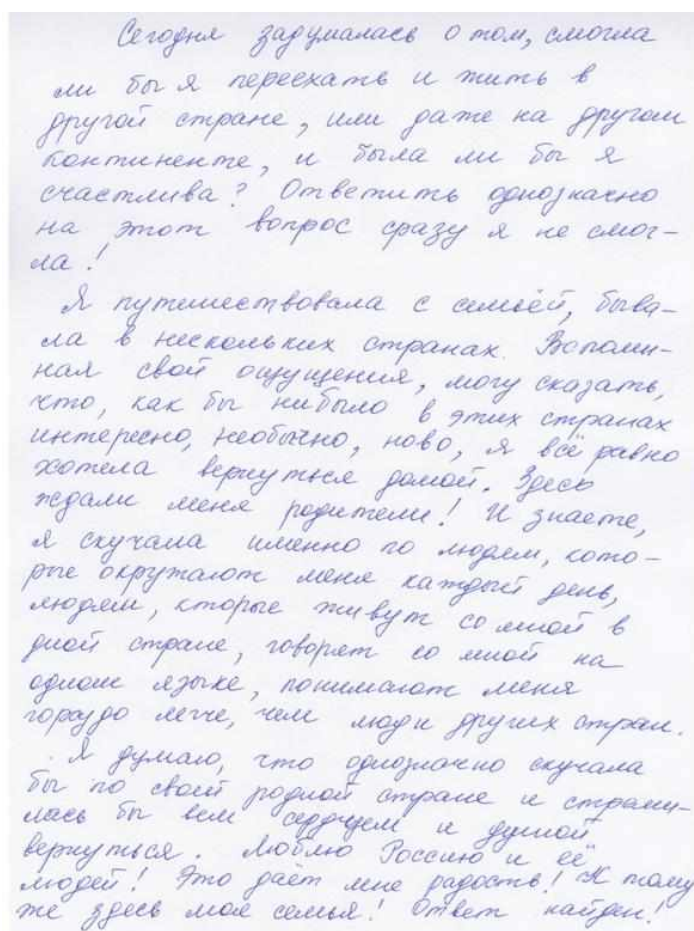 Сегодня задумалась о том, смогла
ли бы я переехать и жить в
другой стране, или даже на другом
континенте, и была ли бы я
счастлива? Ответить однозначно
на этот вопрос сразу я не смог-
ла!
Я путешествовала с семьёй, быва-
ла в нескольких странах. Вспоми-
ная свои ощущения, могу сказать,
что, как бы нибыло в этих странах
интересно, необычно, ново, я всё равно
хотела вернуться домой. Здесь
ждали меня родители! И знаете,
я скучала именно по людям, кото-
рые окружают меня каждый день,
людям, кторые живут со мной в
дной стране, говорят со мной на
одном языке, понимают меня
гораздо легче, чем люди других стран.
Я думаю, что однозначно скучала
бы по своей родной стране и стреми-
лась бы всем сердцем и душой
вернуться. Люблю Россию и её
людей! Это даёт мне радость! К тому
же здесь моя семья! Ответ найден!